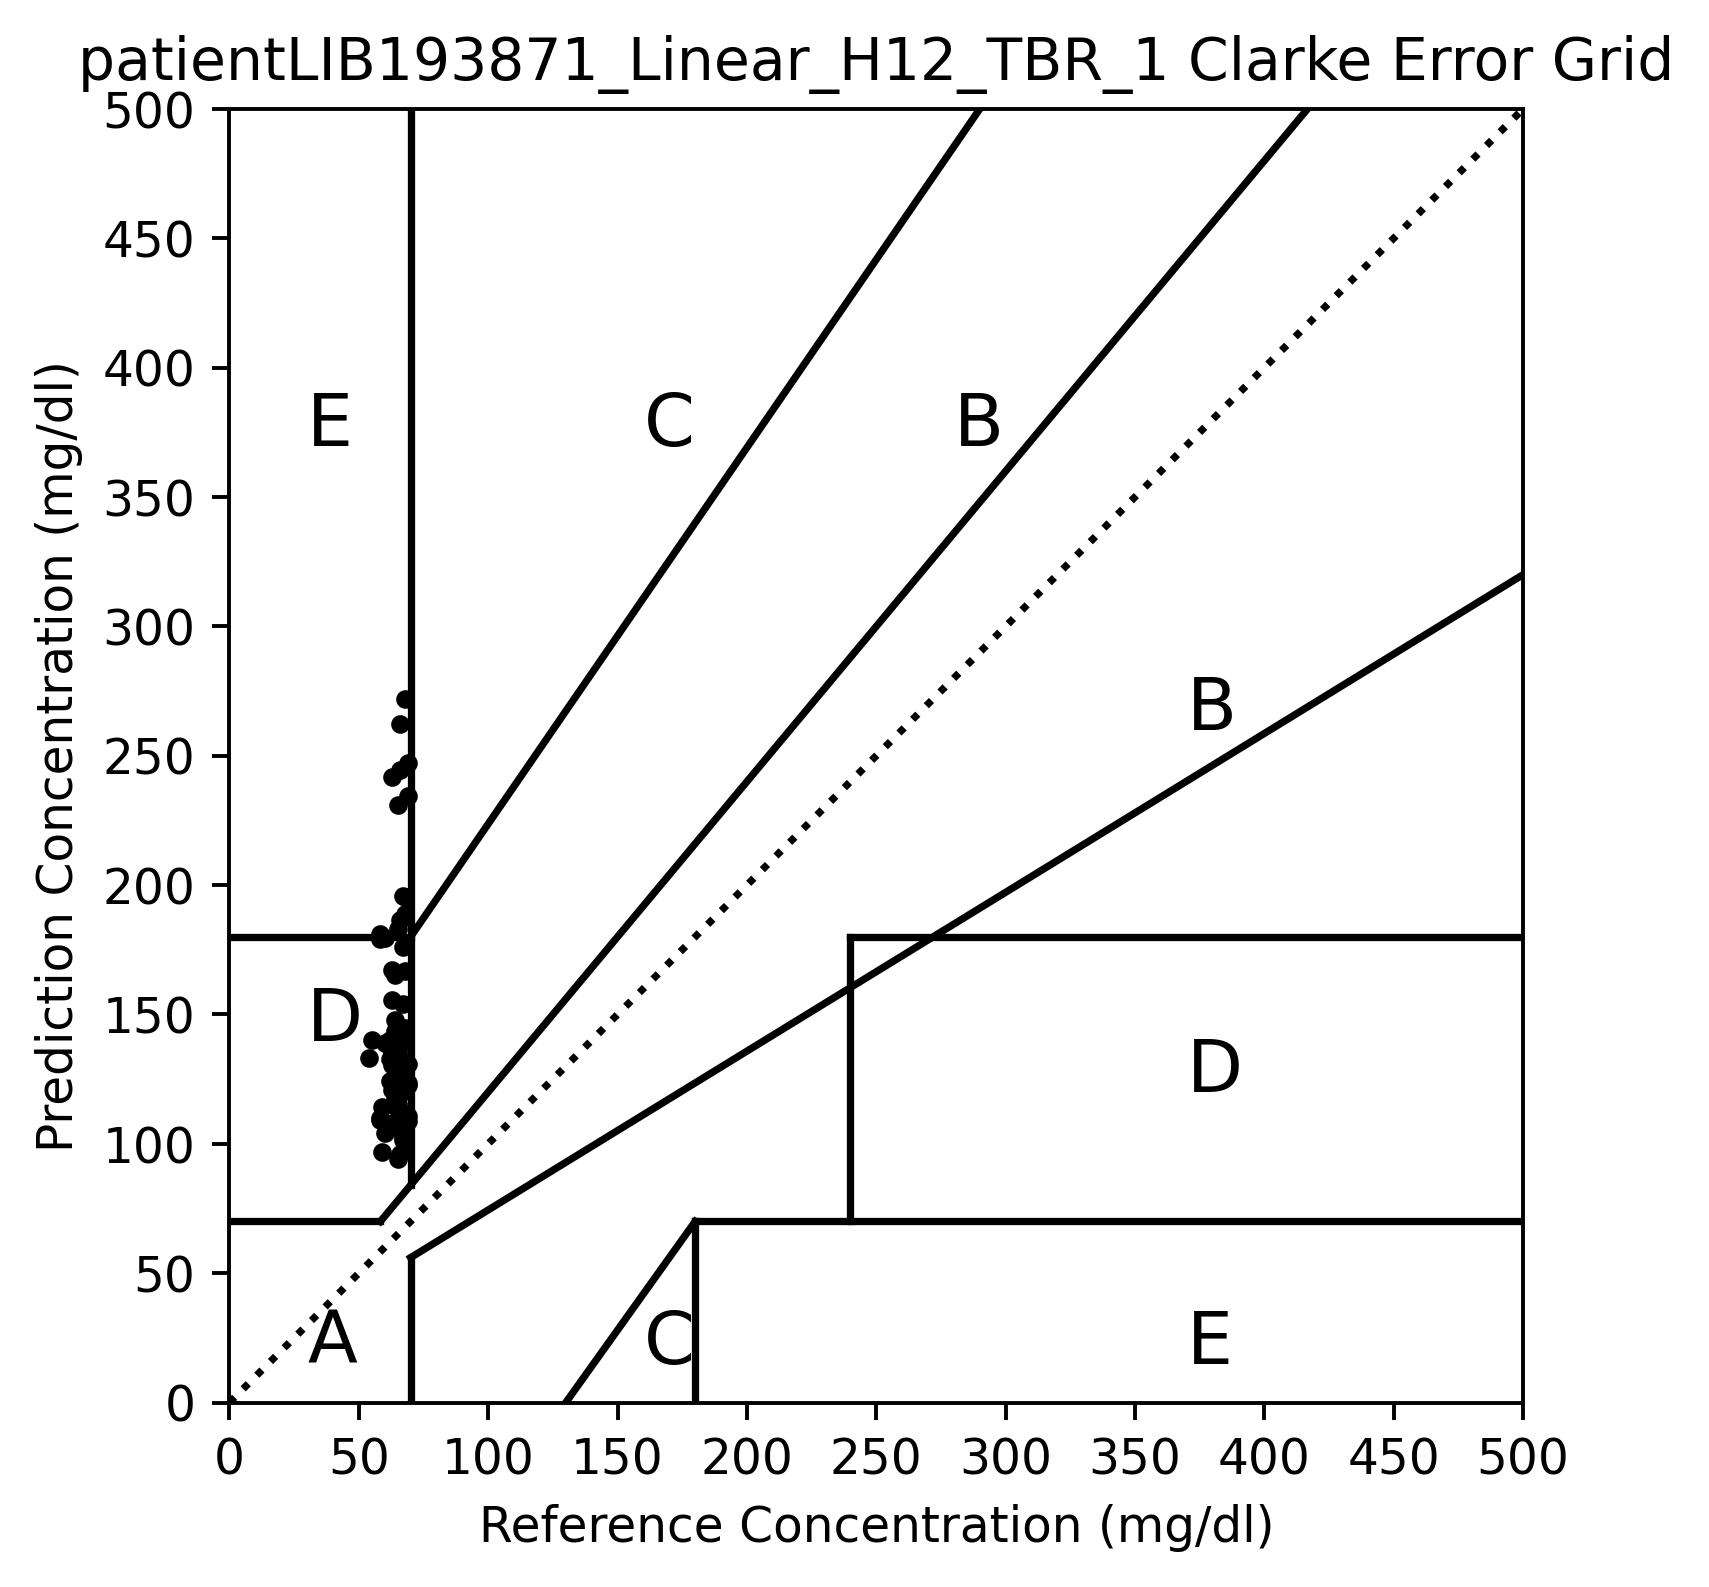 patientLIB193871_Linear_H12_TBR_1 Clarke Error Grid
500
450
400
350
300
250
200
150
100
50
0
Prediction Concentration (mg/dl)
E
C
B
B
D
D
A
C
E
0 50 100 150 200 250 300 350 400 450 500
Reference Concentration (mg/dl)